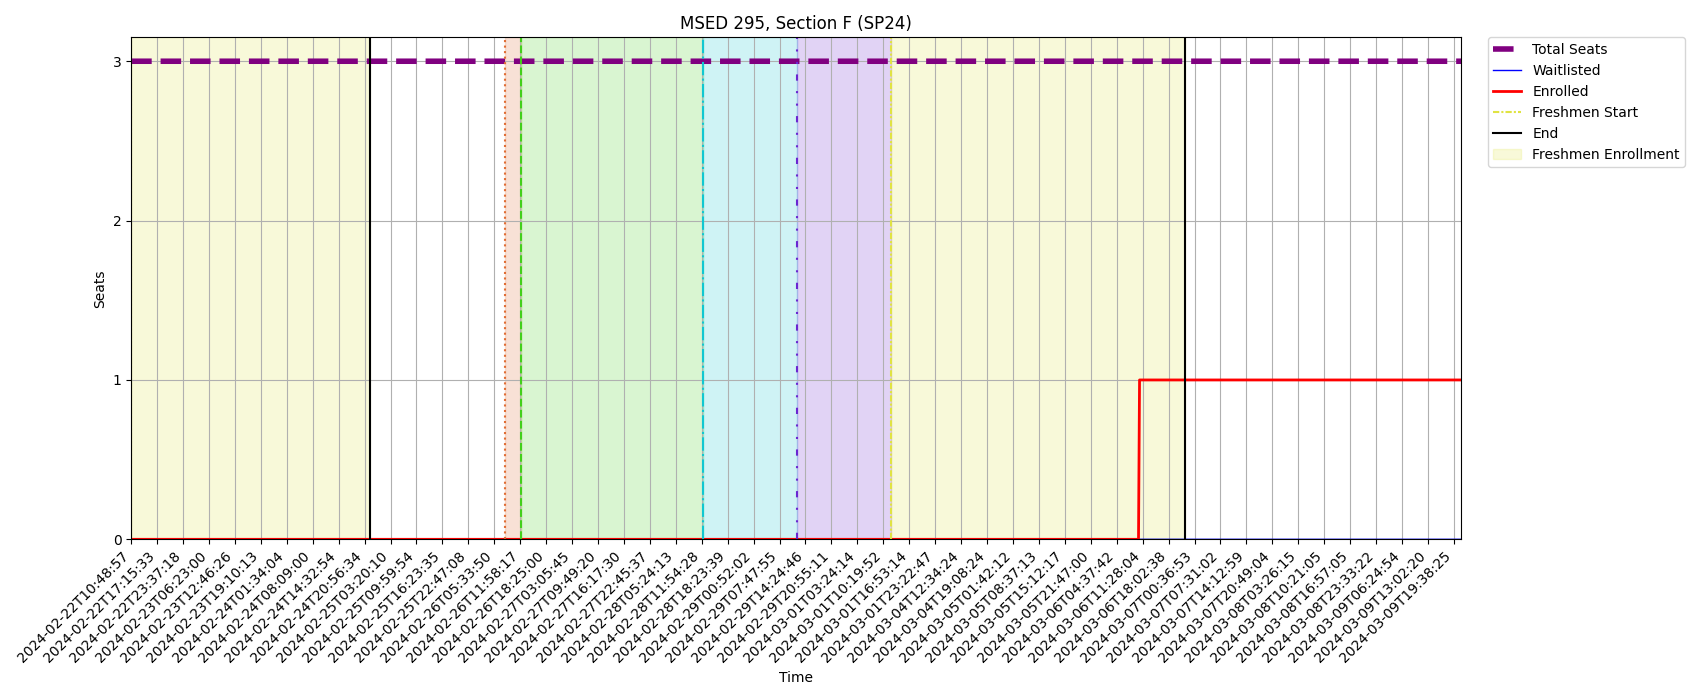 MSED 295, Section F (SP24)
Total Seats
Waitlisted
Enrolled
Freshmen Start
End
Freshmen Enrollment
Seats
3
2
1
0
2024-02-22T10:48:57
2024-02-22T17:15:33
2024-02-22T23:37:18
2024-02-23T06:23:00
2024-02-23T12:46:26
2024-02-23T19:10:13
2024-02-24T01:34:04
2024-02-24T08:09:00
2024-02-24T14:32:54
2024-02-24T20:56:34
2024-02-25T03:20:10
2024-02-25T09:59:54
2024-02-25T16:23:35
2024-02-25T22:47:08
2024-02-26T05:33:50
2024-02-26T11:58:17
2024-02-26T18:25:00
2024-02-27T03:05:45
2024-02-27T09:49:20
2024-02-27T16:17:30
2024-02-27T22:45:37
2024-02-28T05:24:13
2024-02-28T11:54:28
2024-02-28T18:23:39
2024-02-29T00:52:02
2024-02-29T07:47:55
2024-02-29T14:24:46
2024-02-29T20:55:11
2024-03-01T03:24:14
2024-03-01T10:19:52
2024-03-01T16:53:14
2024-03-01T23:22:47
2024-03-04T12:34:24
2024-03-04T19:08:24
2024-03-05T01:42:12
2024-03-05T08:37:13
2024-03-05T15:12:17
2024-03-05T21:47:00
2024-03-06T04:37:42
2024-03-06T11:28:04
2024-03-06T18:02:38
2024-03-07T00:36:53
2024-03-07T07:31:02
2024-03-07T14:12:59
2024-03-07T20:49:04
2024-03-08T03:26:15
2024-03-08T10:21:05
2024-03-08T16:57:05
2024-03-08T23:33:22
2024-03-09T06:24:54
2024-03-09T13:02:20
2024-03-09T19:38:25
Time